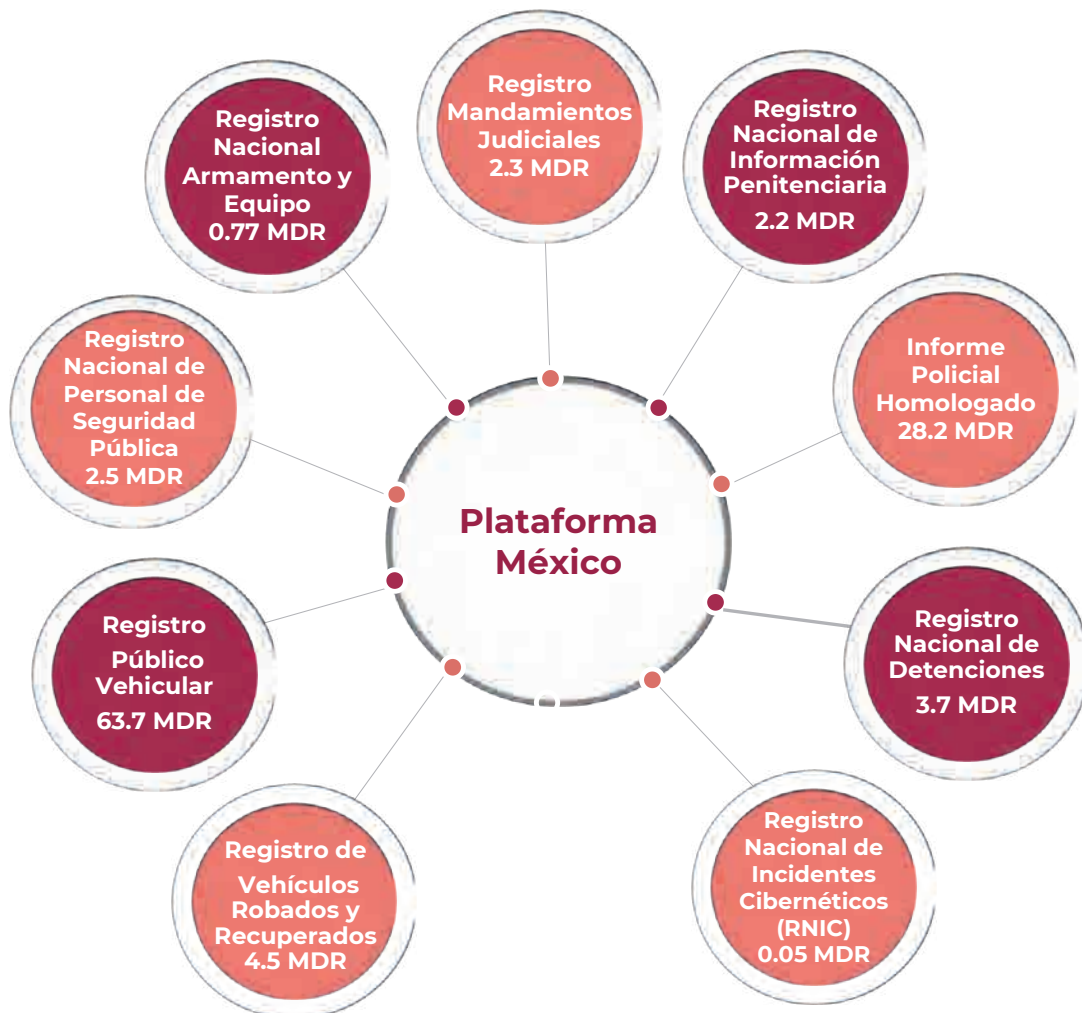 Registro
Mandamientos
Judiciales
2.3 MDR
Registro
Nacional de
Información
Penitenciaria
2.2 MDR
Informe
Policial
Homologado
28.2 MDR
Registro
Nacional de
Detenciones
3.7 MDR
Registro
Nacional de
Incidentes
Cibernéticos
(RNIC)
0.05 MDR
Registro de
Vehículos
Robados y
Recuperados
4.5 MDR
Registro
Público
Vehicular
63.7 MDR
Registro
Nacional de
Personal de
Seguridad
Pública
2.5 MDR
Registro
Nacional
Armamento y
Equipo
0.77 MDR
Plataforma
México